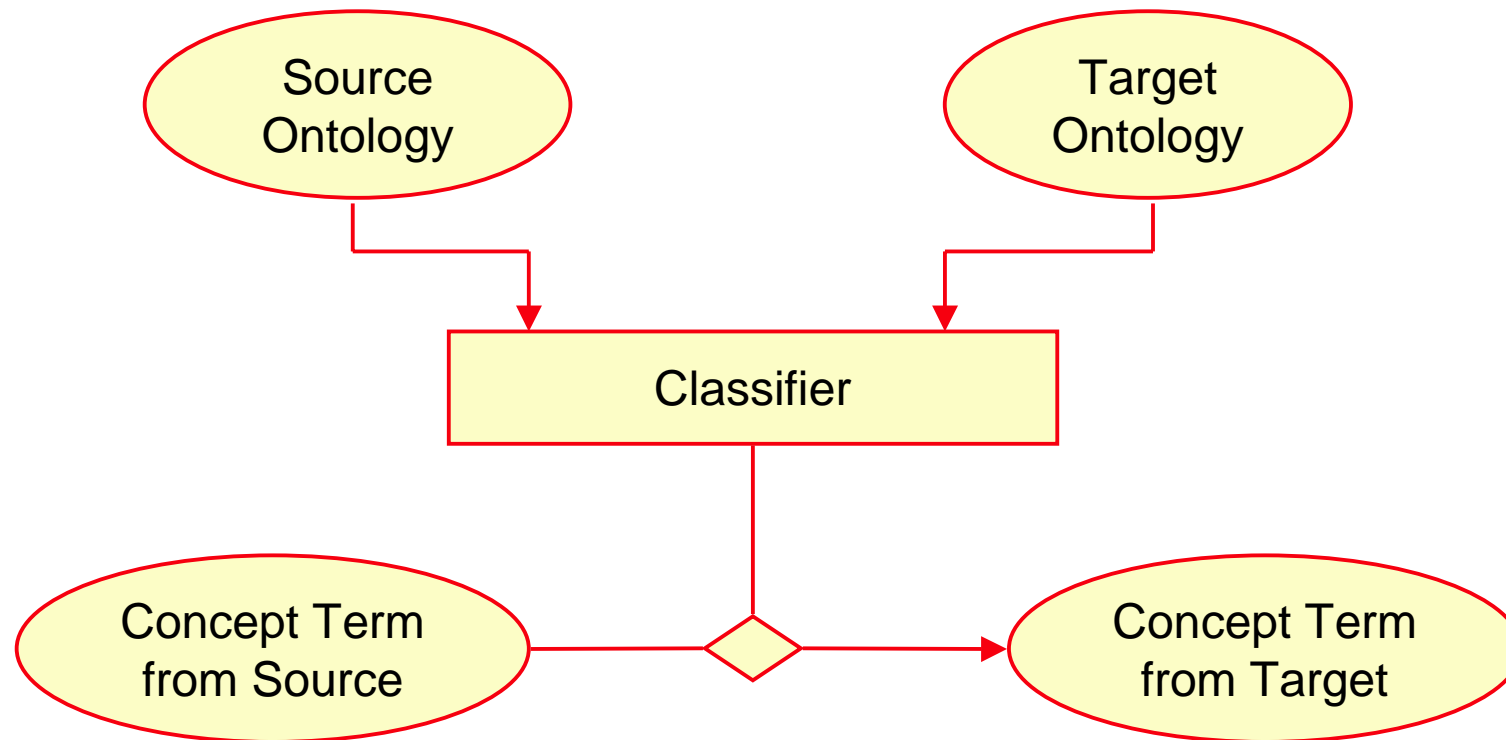 Source
Ontology
Target
Ontology
Classifier
Concept Term
from Source
Concept Term
from Target